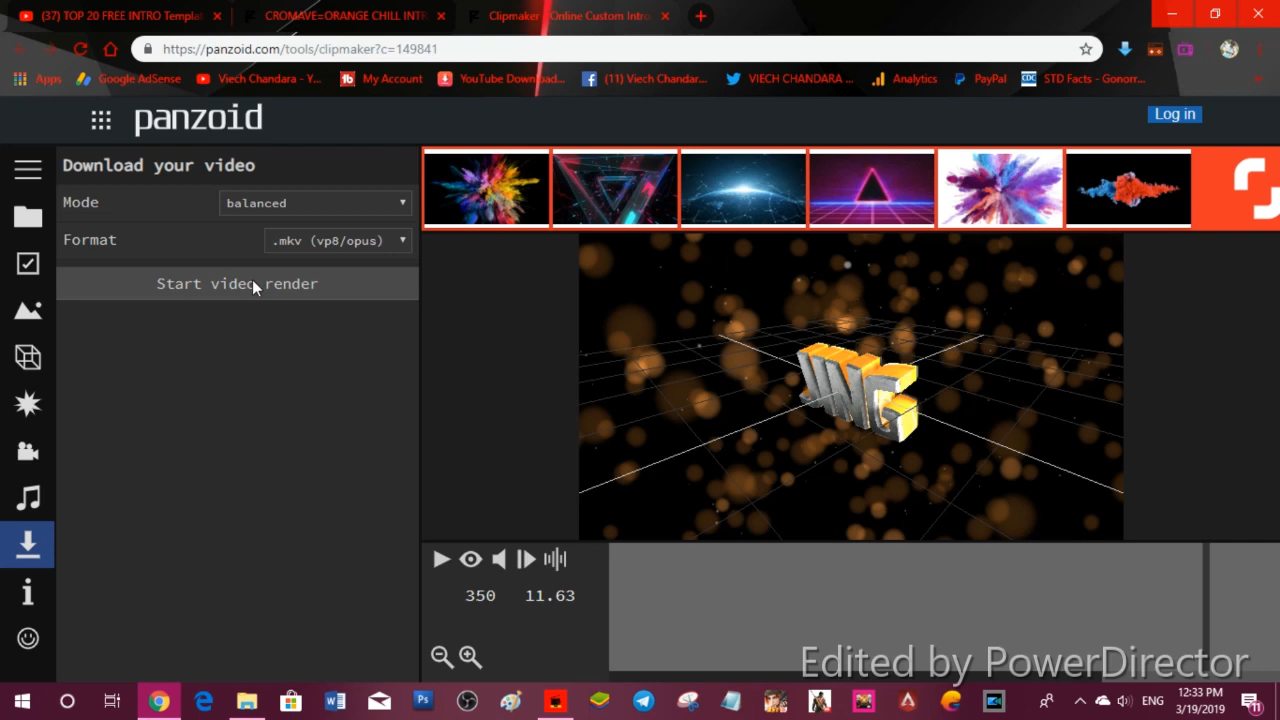 (37) TOP 20 FREE INTRO Templat
CROMAVE=ORANGE CHILL INT
Clipmaker - Online Custom Intro
https://panzoid.com/tools/clipmaker?c=149841
Apps
Google AdSense
Viech Chandara - Y...
My Account
YouTube Download...
(11) Viech Chandar...
VIECH CHANDARA ...
Analytics
PayPal
CDC
STD Facts - Gonorr...
panzoid
Log in
Download your video
Mode
balanced
Format
.mkv (vp8/opus)
Start video render
350
11.63
Edited by PowerDirector
Ps
ENG
12:33 PM
3/19/2019
11